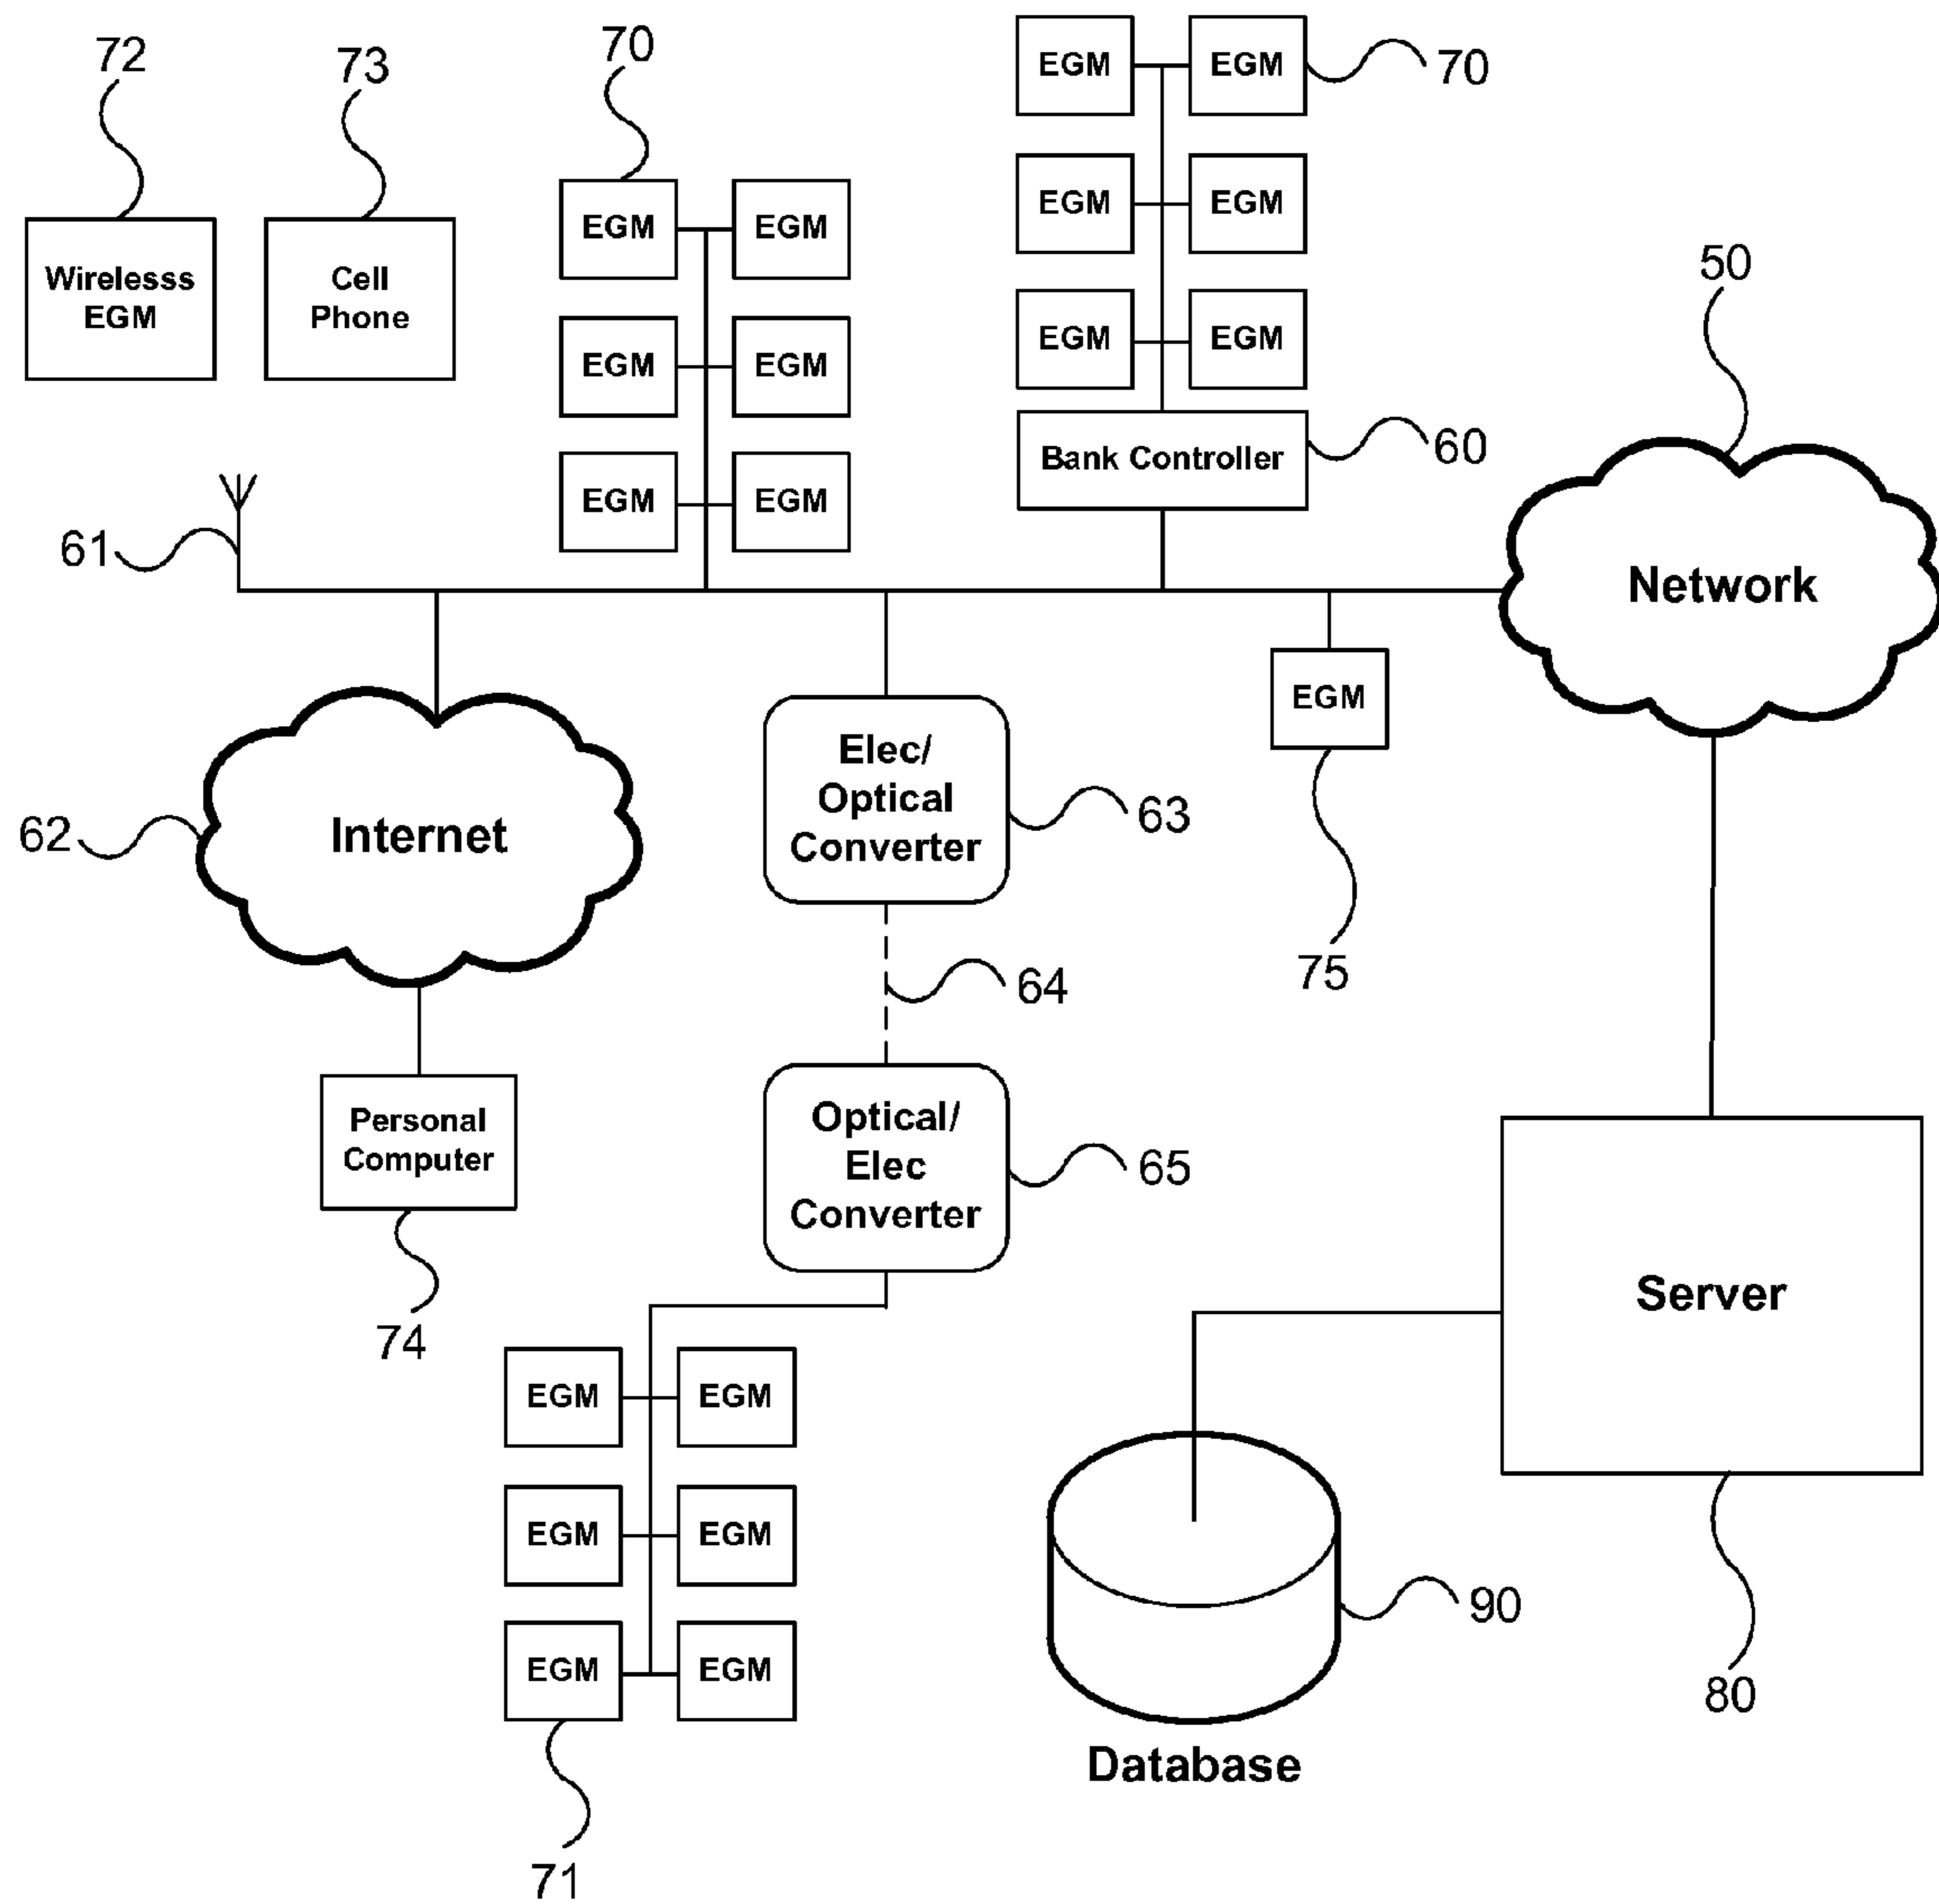 72
73
70
EGM EGM
70
EGM EGM
EGM EGM
EGM EGM
EGM EGM
EGM EGM
Wirelesss
EGM
Cell
Phone
Bank Controller
60
50
61
Network
EGM
75
62
Internet
Elec/
Optical
Converter
63
64
Personal
Computer
74
Optical/
Elec
Converter
65
Server
80
EGM EGM
EGM EGM
EGM EGM
71
90
Database